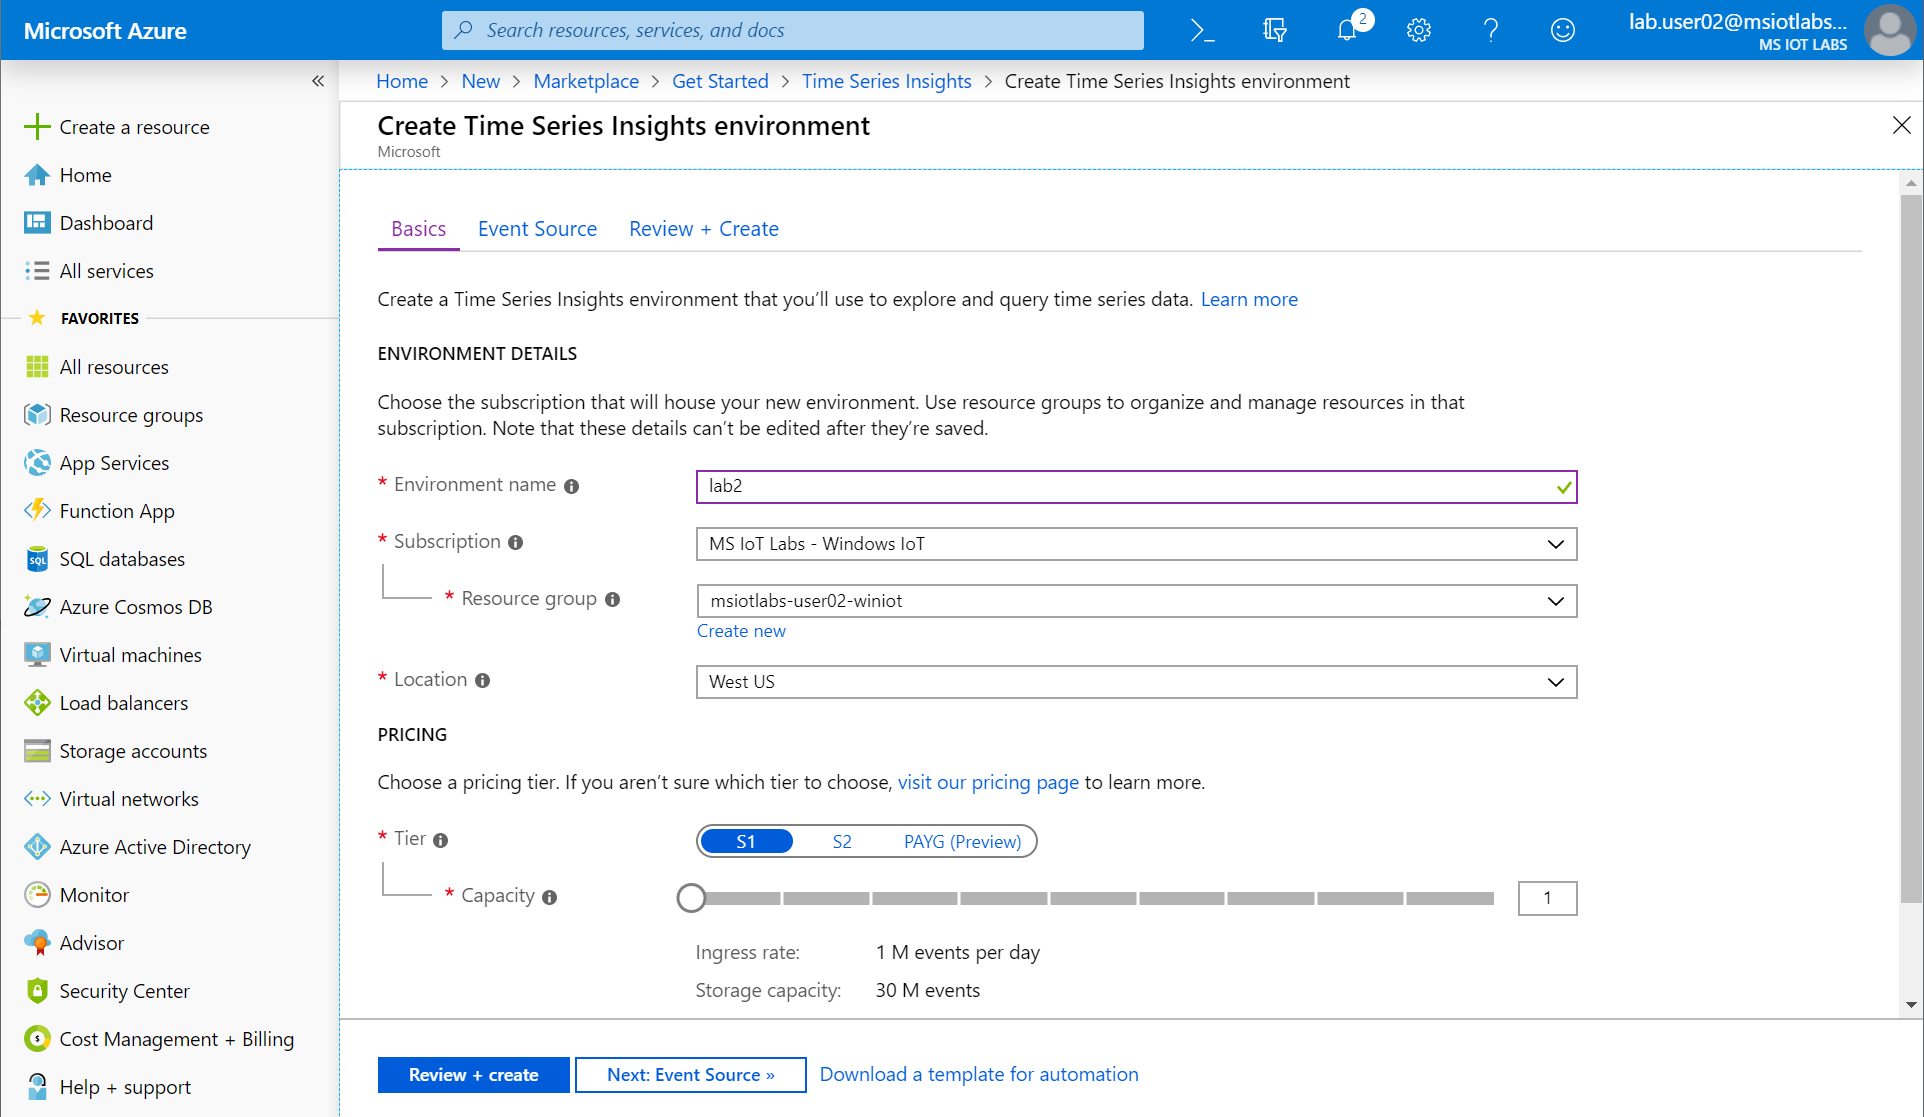 Microsoft Azure
Search resources, services, and docs
2
lab.user02@msiotlabs...
MS IOT LABS
Home > New > Marketplace > Get Started > Time Series Insights > Create Time Series Insights environment
Create a resource
Home
Dashboard
All services
FAVORITES
All resources
Resource groups
App Services
Function App
SQL databases
Azure Cosmos DB
Virtual machines
Load balancers
Storage accounts
Virtual networks
Azure Active Directory
Monitor
Advisor
Security Center
Cost Management + Billing
Help + support
Create Time Series Insights environment
Microsoft
Basics Event Source Review + Create
Create a Time Series Insights environment that you'll use to explore and query time series data. Learn more
ENVIRONMENT DETAILS
Choose the subscription that will house your new environment. Use resource groups to organize and manage resources in that
subscription. Note that these details can't be edited after they're saved.
* Environment name lab2
* Subscription MS IoT Labs - Windows IoT
* Resource group msiotlabs-user02-winiot
Create new
* Location West US
PRICING
Choose a pricing tier. If you aren't sure which tier to choose, visit our pricing page to learn more.
* Tier S1 S2 PAYG (Preview)
* Capacity 1
Ingress rate: 1 M events per day
Storage capacity: 30 M events
Review + create Next: Event Source » Download a template for automation